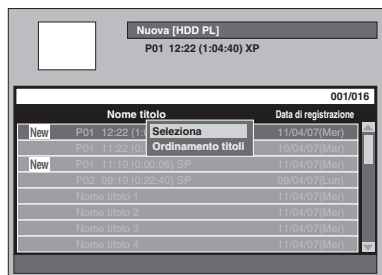 Nuova [HDD PL]
P01 12:22 (1:04:40) XP
001/016
Nome titolo Data di registrazione
New P01 12:22 (1:0 11/04/07(Mer)
Seleziona
P01 11:22 (0: 10/04/07(Mar)
Ordinamento titoli
New P01 11:19 (0:00:06) SP 11/04/07(Mer)
P02 09:19 (0:22:40) SP 09/04/07(Lun)
Nome titolo 1 11/04/07(Mer)
Nome titolo 2 11/04/07(Mer)
Nome titolo 3 11/04/07(Mer)
Nome titolo 4 11/04/07(Mer)